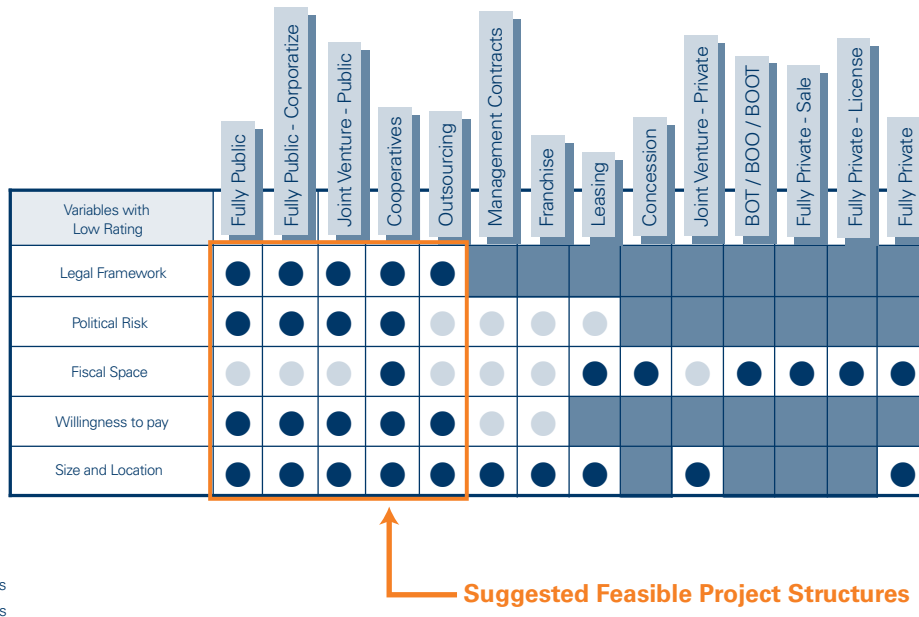 Fully Public
Fully Public - Corporatize
Joint Venture - Public
Cooperatives
Outsourcing
Management Contracts
Franchise
Leasing
Concession
Joint Venture - Private
BOT / BOO / BOOT
Fully Private - Sale
Fully Private - License
Fully Private
Variables with
Low Rating
Legal Framework
Political Risk
Fiscal Space
Willingness to pay
Size and Location
s
s
Suggested Feasible Project Structures